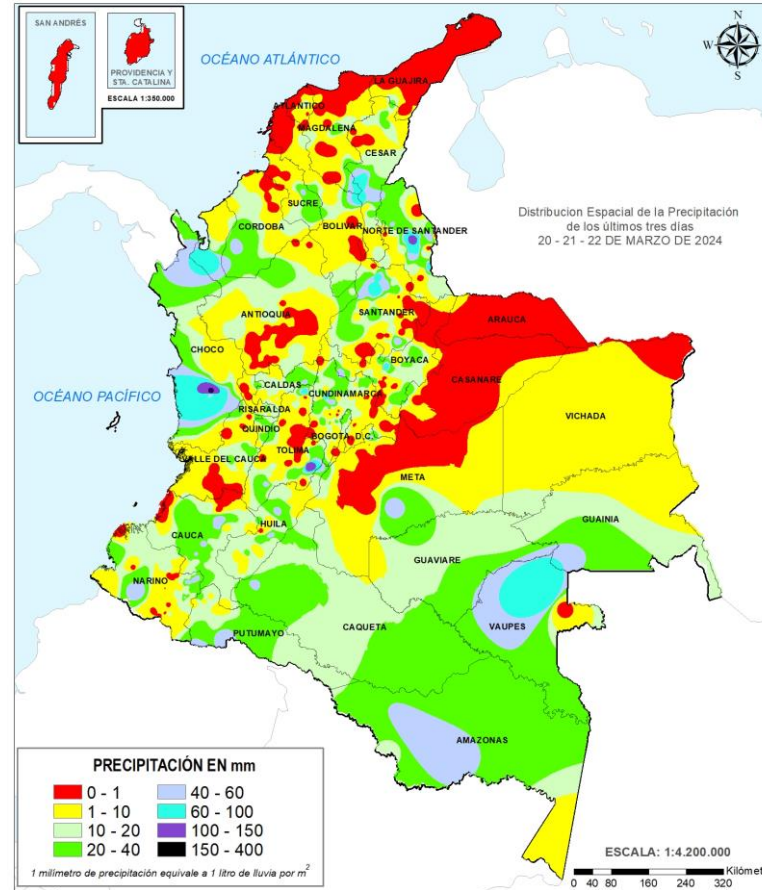 SAN ANDRÉS
PROVIDENCIA Y
STA. CATALINA
ESCALA 1:350.000
OCÉANO ATLÁNTICO
N
W
E
S
LA GUAJIRA
ATLANTICO
MAGDALENA
CESAR
SUCRE
CORDOBA
BOLIVAR
NORTE DE SANTANDER
Distribucion Espacial de la Precipitación
de los últimos tres días
20 - 21 - 22 DE MARZO DE 2024
ANTIOQUIA
SANTANDER
ARAUCA
CHOCO
BOYACA
CASANARE
OCÉANO PACÍFICO
CALDAS
CUNDINAMARCA
RISARALDA
VICHADA
QUINDIO
BOGOTA D.C.
TOLIMA
VALLE DEL CAUCA
META
GUAINIA
HUILA
CAUCA
GUAVIARE
NARIÑO
VAUPES
CAQUETA
PUTUMAYO
AMAZONAS
PRECIPITACIÓN EN mm
0 - 1
40 - 60
1 - 10
60 - 100
10 - 20
100 - 150
20 - 40
150 - 400
1 milímetro de precipitación equivale a 1 litro de lluvia por m2
ESCALA: 1:4.200.000
Kilómet
0 40 80 160 240 320